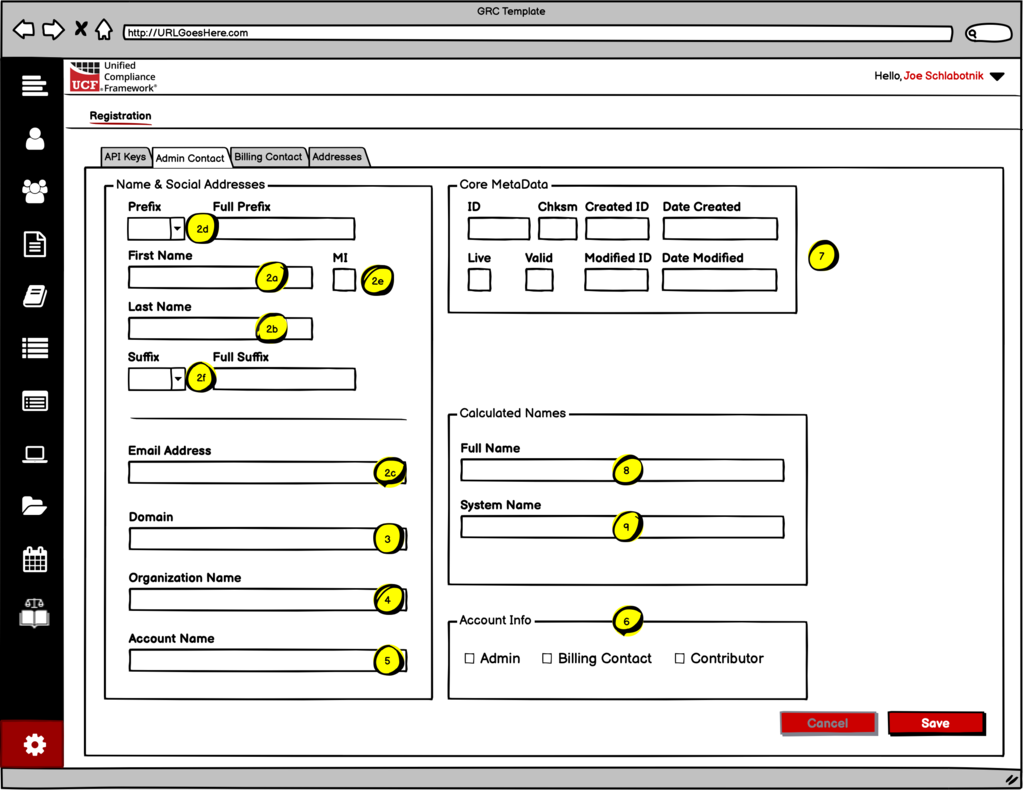 GRC Template
http://URLGoesHere.com
Unified
Compliance
Framework®
UCF
Hello, Joe Schlabotnik
Registration
API Keys Admin Contact Billing Contact Addresses
Name & Social Addresses
Prefix Full Prefix
2d
First Name MI
2a 2e
Last Name
2b
Suffix Full Suffix
2f
Email Address
2c
Domain
3
Organization Name
4
Account Name
5
Core MetaData
ID Chksm Created ID Date Created
Live Valid Modified ID Date Modified
7
Calculated Names
Full Name
8
System Name
9
Account Info
6
Admin Billing Contact Contributor
Cancel Save